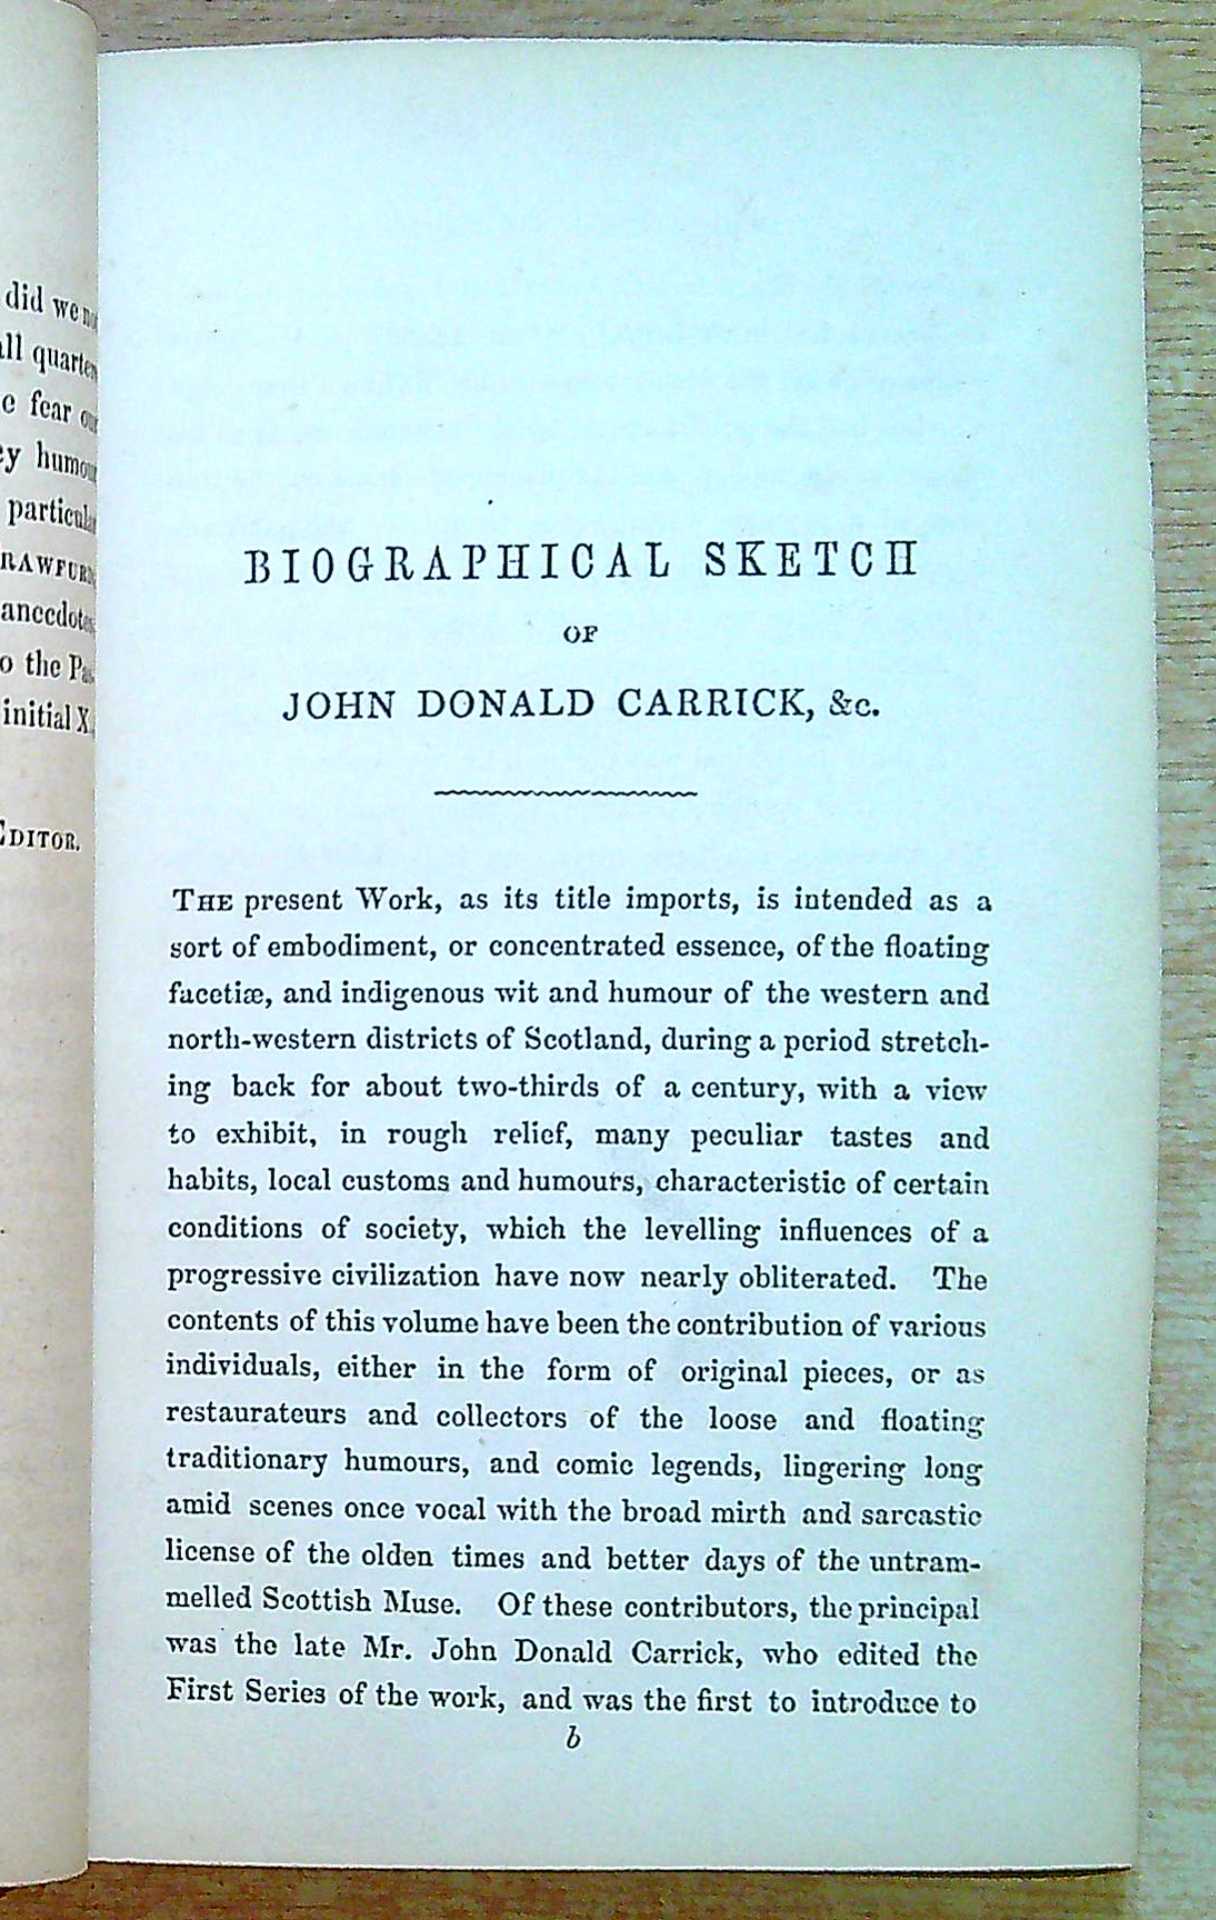 did we
all quarters
e fear our
ey humour
particular
anecdotes
o the
initial X.
EDITOR.
BIOGRAPHICAL SKETCH
OF
JOHN DONALD CARRICK, &c.
THE present Work, as its title imports, is intended as a
sort of embodiment, or concentrated essence, of the floating
facetiæ, and indigenous wit and humour of the western and
north-western districts of Scotland, during a period stretch-
ing back for about two-thirds of a century, with a view
to exhibit, in rough relief, many peculiar tastes and
habits, local customs and humours, characteristic of certain
conditions of society, which the levelling influences of a
progressive civilization have now nearly obliterated. The
contents of this volume have been the contribution of various
individuals, either in the form of original pieces, or as
restaurateurs and collectors of the loose and floating
traditionary humours, and comic legends, lingering long
amid scenes once vocal with the broad mirth and sarcastic
license of the olden times and better days of the untram-
melled Scottish Muse. Of these contributors, the principal
was the late Mr. John Donald Carrick, who edited the
First Series of the work, and was the first to introduce to
b